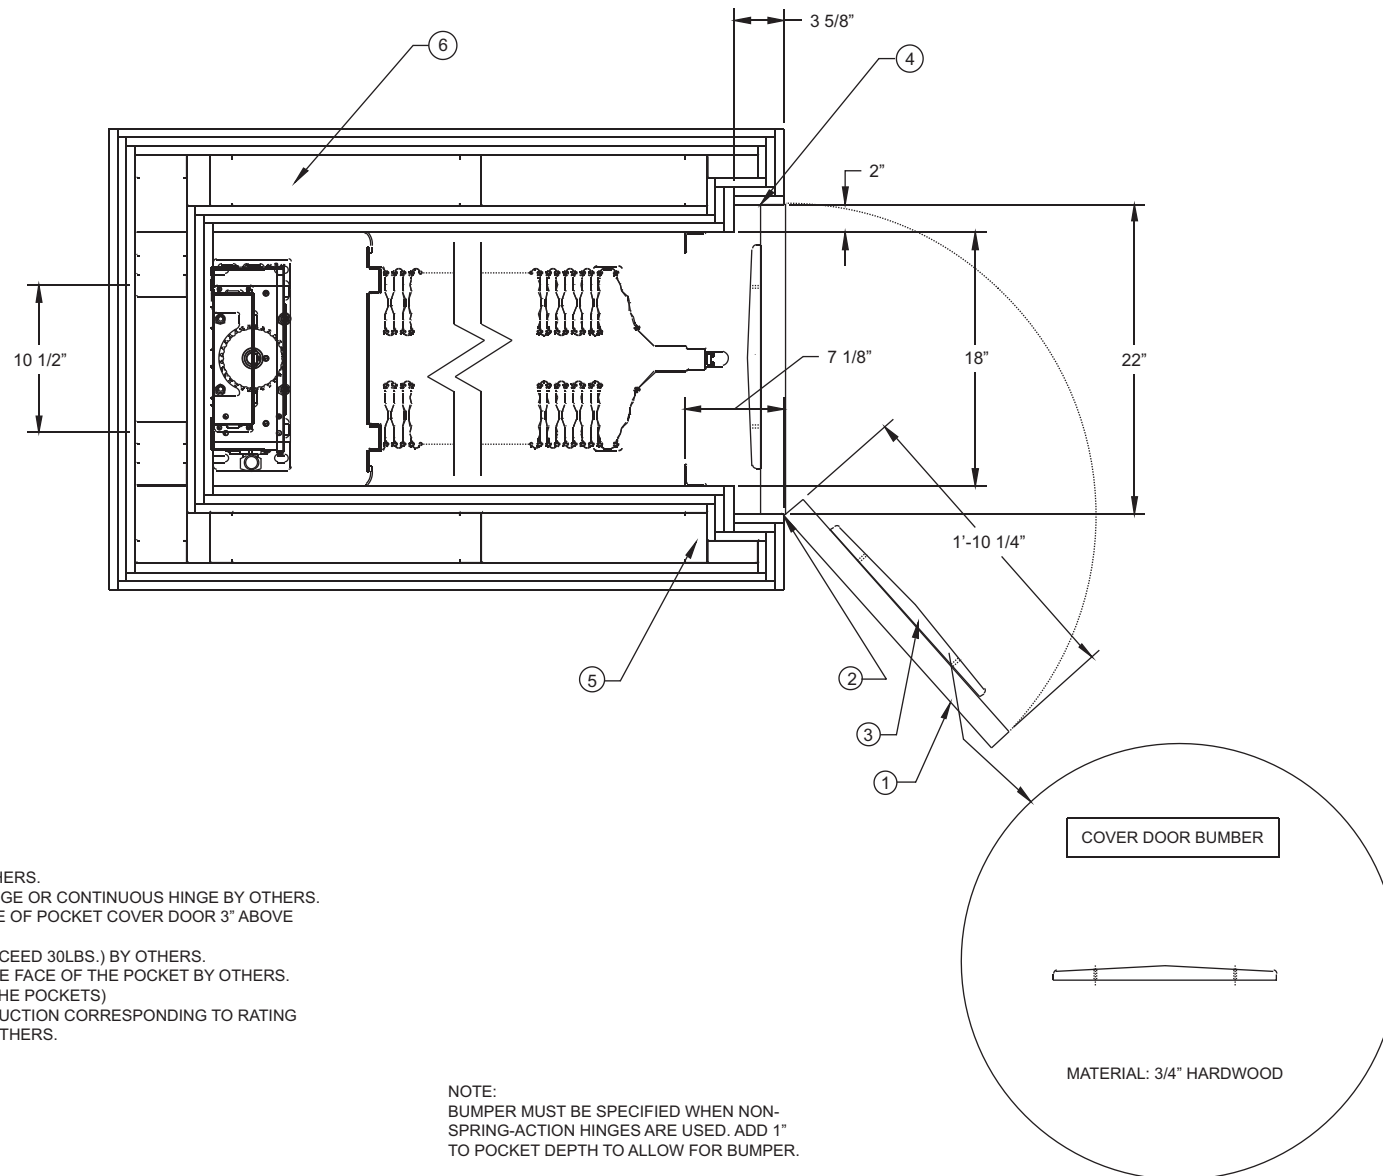 3 5/8”
6
4
2”
10 1/2”
7 1/8”
18”
22”
1’-10 1/4”
5
2
3
1
COVER DOOR BUMBER
MATERIAL: 3/4” HARDWOOD
HERS.
GE OR CONTINUOUS HINGE BY OTHERS.
E OF POCKET COVER DOOR 3” ABOVE
CEED 30LBS.) BY OTHERS.
E FACE OF THE POCKET BY OTHERS.
HE POCKETS)
UCTION CORRESPONDING TO RATING
THERS.
NOTE:
BUMPER MUST BE SPECIFIED WHEN NON-
SPRING-ACTION HINGES ARE USED. ADD 1”
TO POCKET DEPTH TO ALLOW FOR BUMPER.